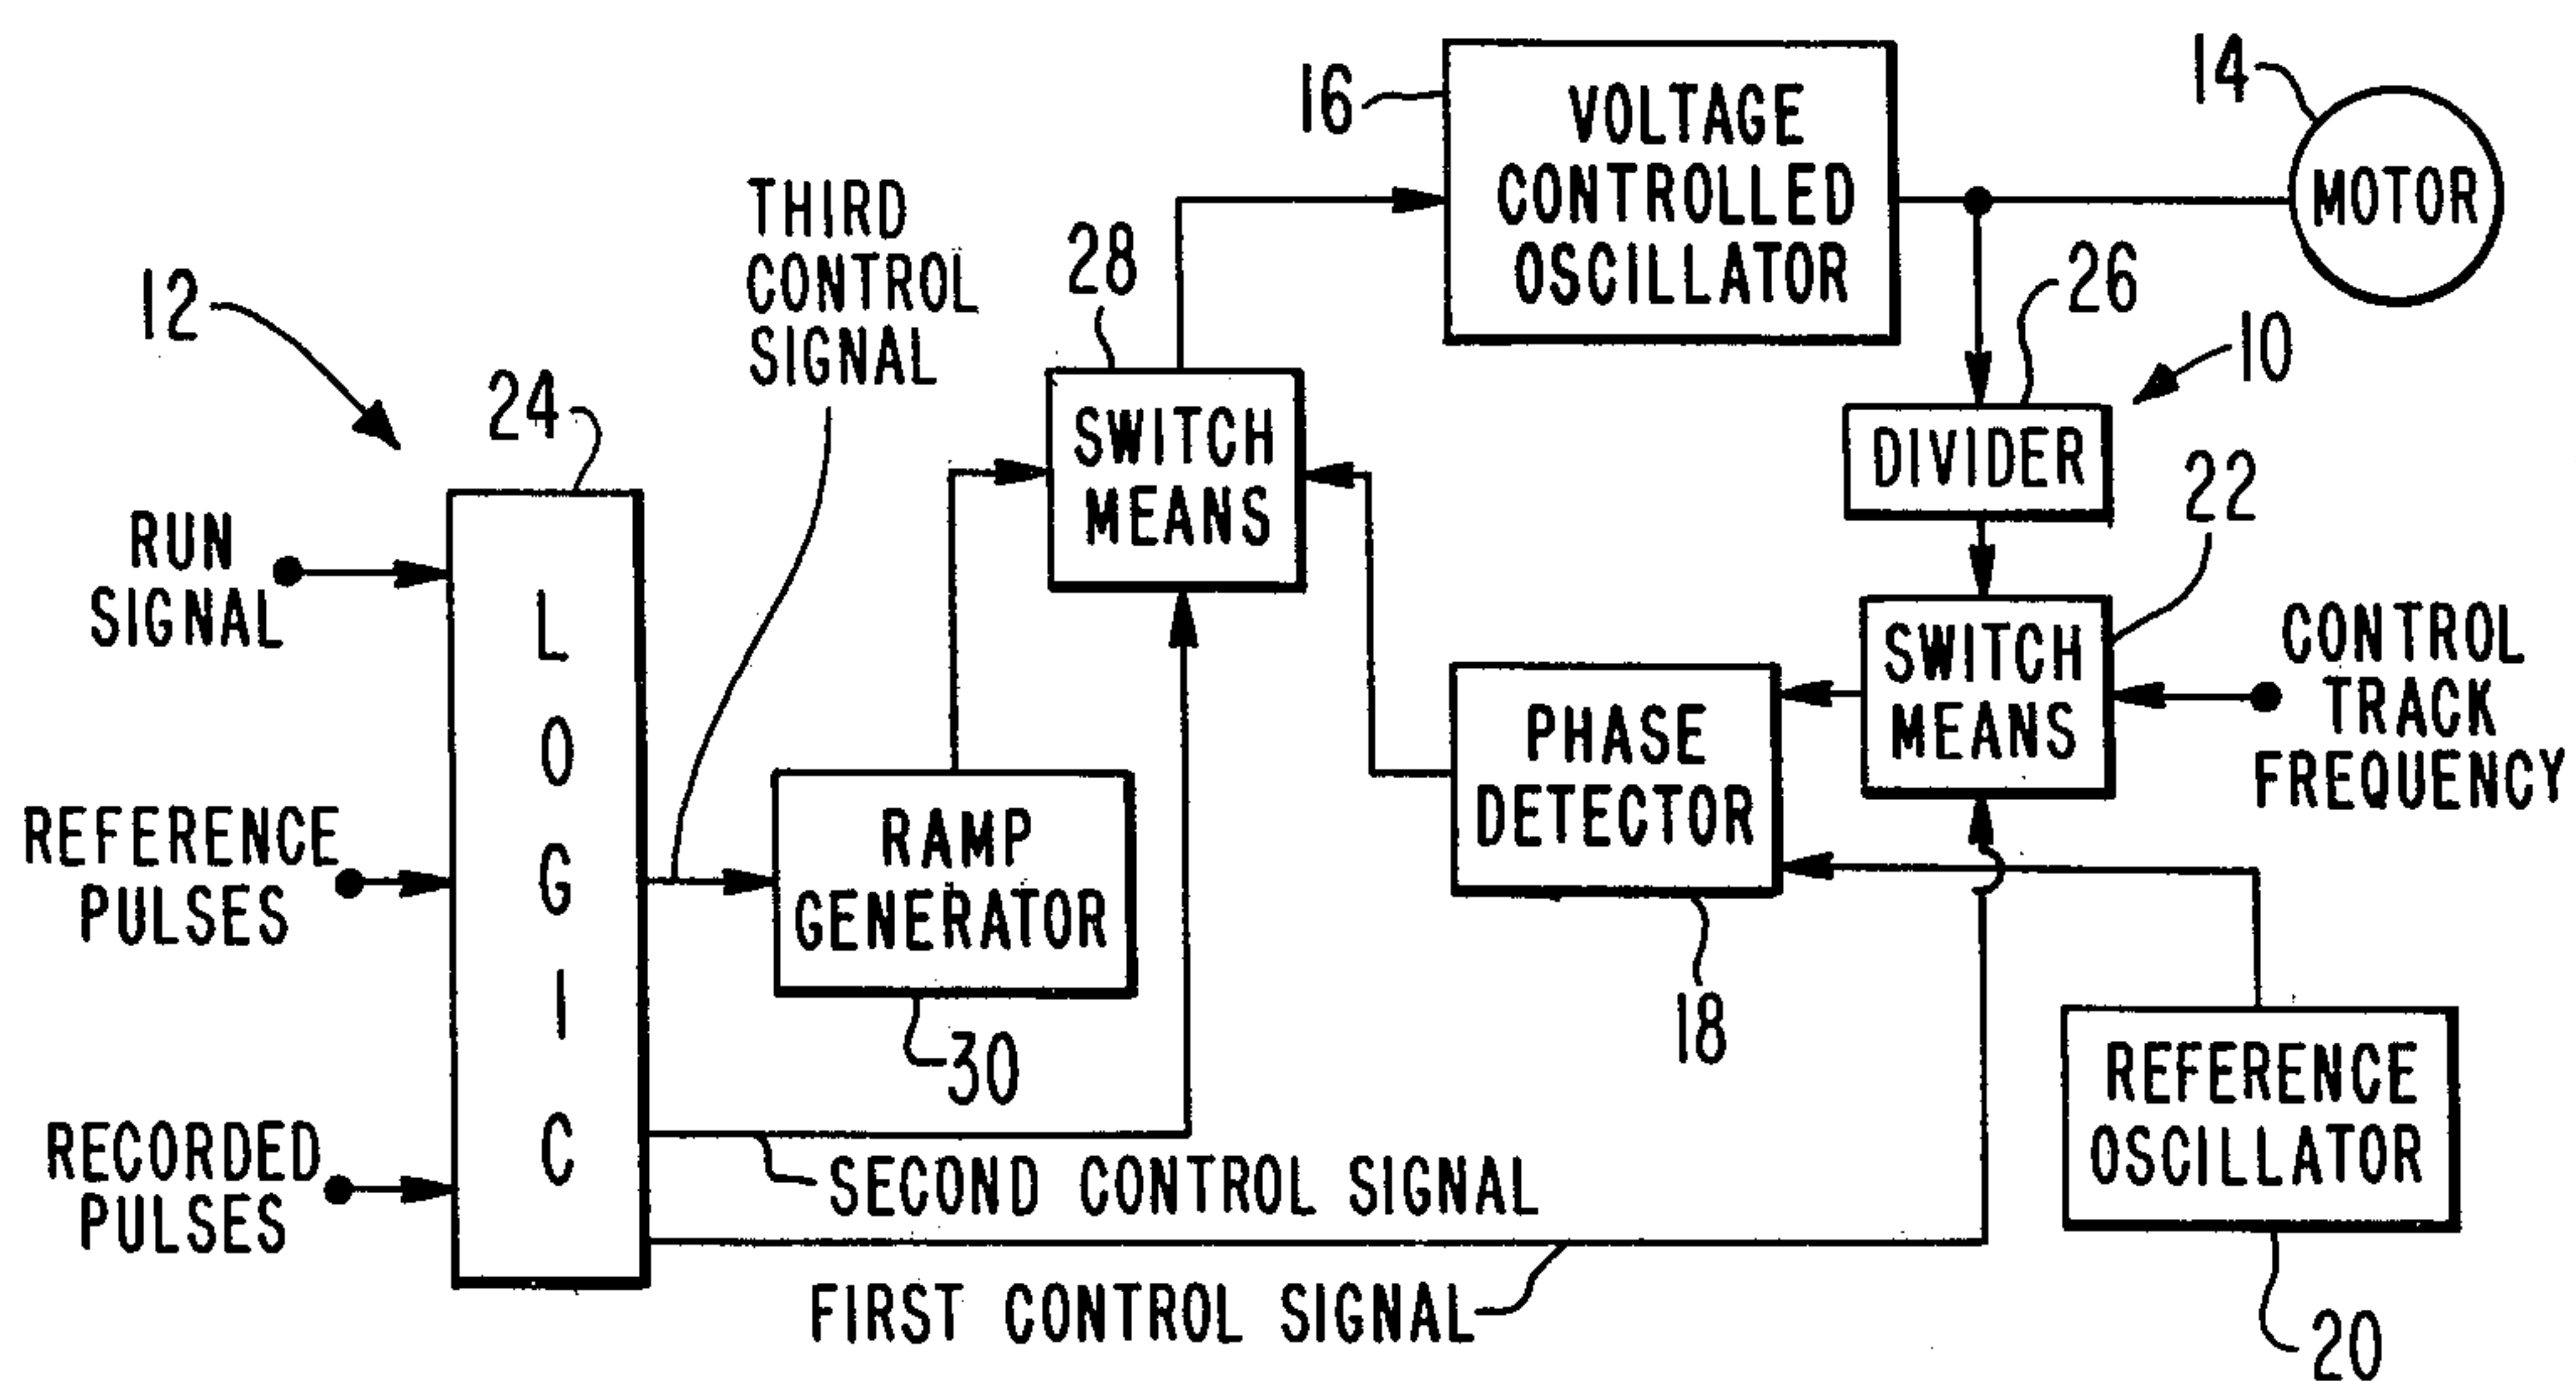 16
VOLTAGE
CONTROLLED
OSCILLATOR
14
MOTOR
THIRD
CONTROL
SIGNAL
28
26
10
12
24
SWITCH
MEANS
DIVIDER
22
RUN
SIGNAL
LOGIC
SWITCH
MEANS
CONTROL
TRACK
FREQUENCY
PHASE
DETECTOR
REFERENCE
PULSES
RAMP
GENERATOR
18
30
REFERENCE
OSCILLATOR
RECORDED
PULSES
SECOND CONTROL SIGNAL
FIRST CONTROL SIGNAL
20